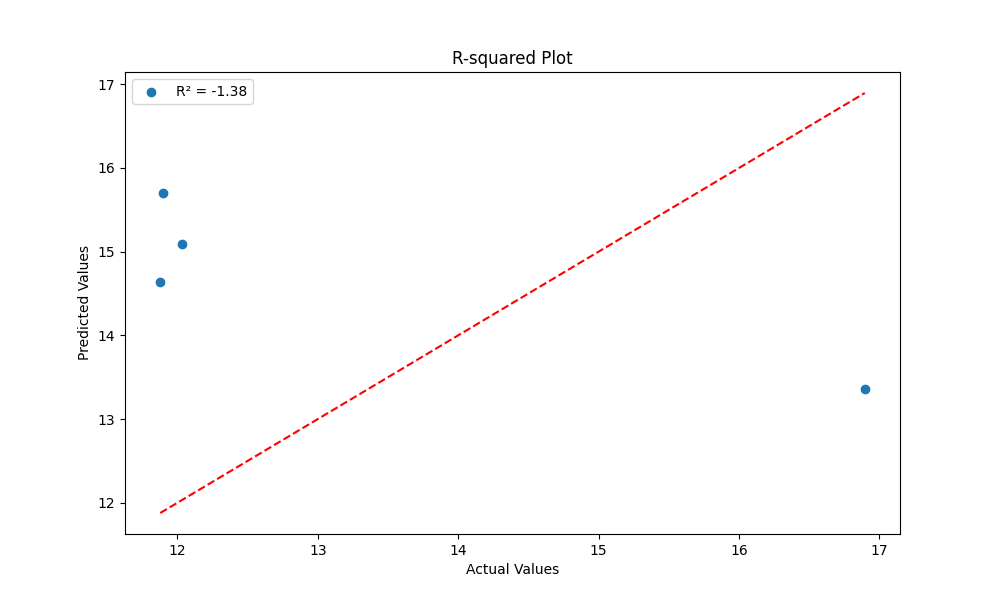 R-squared Plot
R² = -1.38
17
16
15
14
13
12
Predicted Values
12 13 14 15 16 17
Actual Values